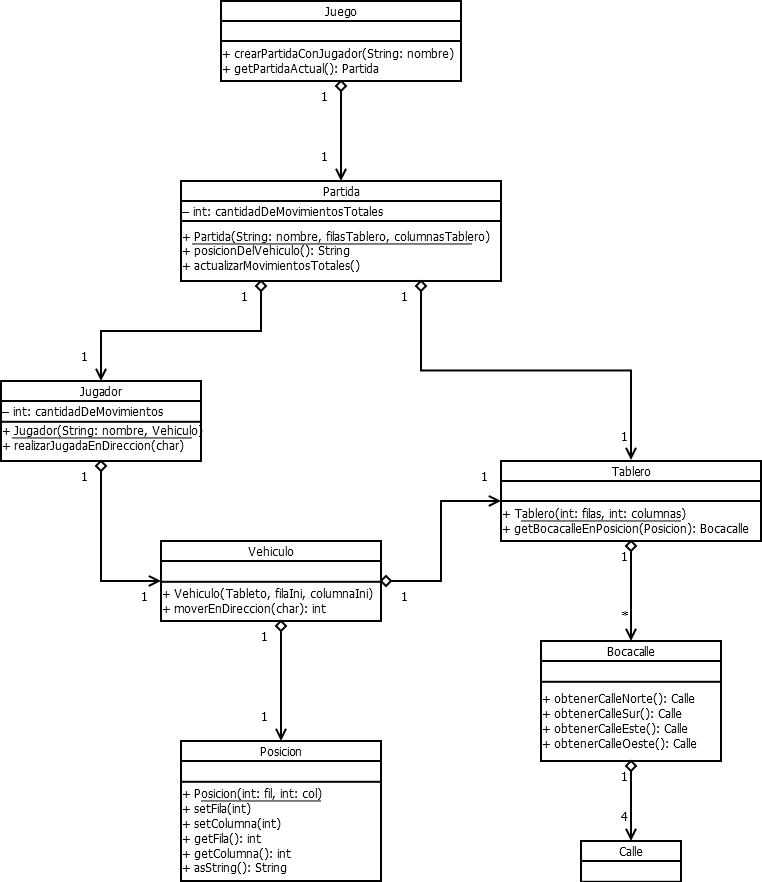 Juego
+ crearPartidaConJugador(String: nombre)
+ getPartidaActual(): Partida
1
1
Partida
– int: cantidadDeMovimientosTotales
+ Partida(String: nombre, filasTablero, columnasTablero)
+ posicionDelVehiculo(): String
+ actualizarMovimientosTotales()
1
1
1
Jugador
– int: cantidadDeMovimientos
+ Jugador(String: nombre, Vehiculo)
+ realizarJugadaEnDireccion(char)
1
1
1
Tablero
+ Tablero(int: filas, int: columnas)
+ getBocacalleEnPosicion(Posicion): Bocacalle
1
Vehiculo
+ Vehiculo(Tableto, filaIni, columnaIni)
+ moverEnDireccion(char): int
1
1
1
*
Bocacalle
+ obtenerCalleNorte(): Calle
+ obtenerCalleSur(): Calle
+ obtenerCalleEste(): Calle
+ obtenerCalleOeste(): Calle
1
1
Posicion
+ Posicion(int: fil, int: col)
+ setFila(int)
+ setColumna(int)
+ getFila(): int
+ getColumna(): int
+ asString(): String
4
Calle